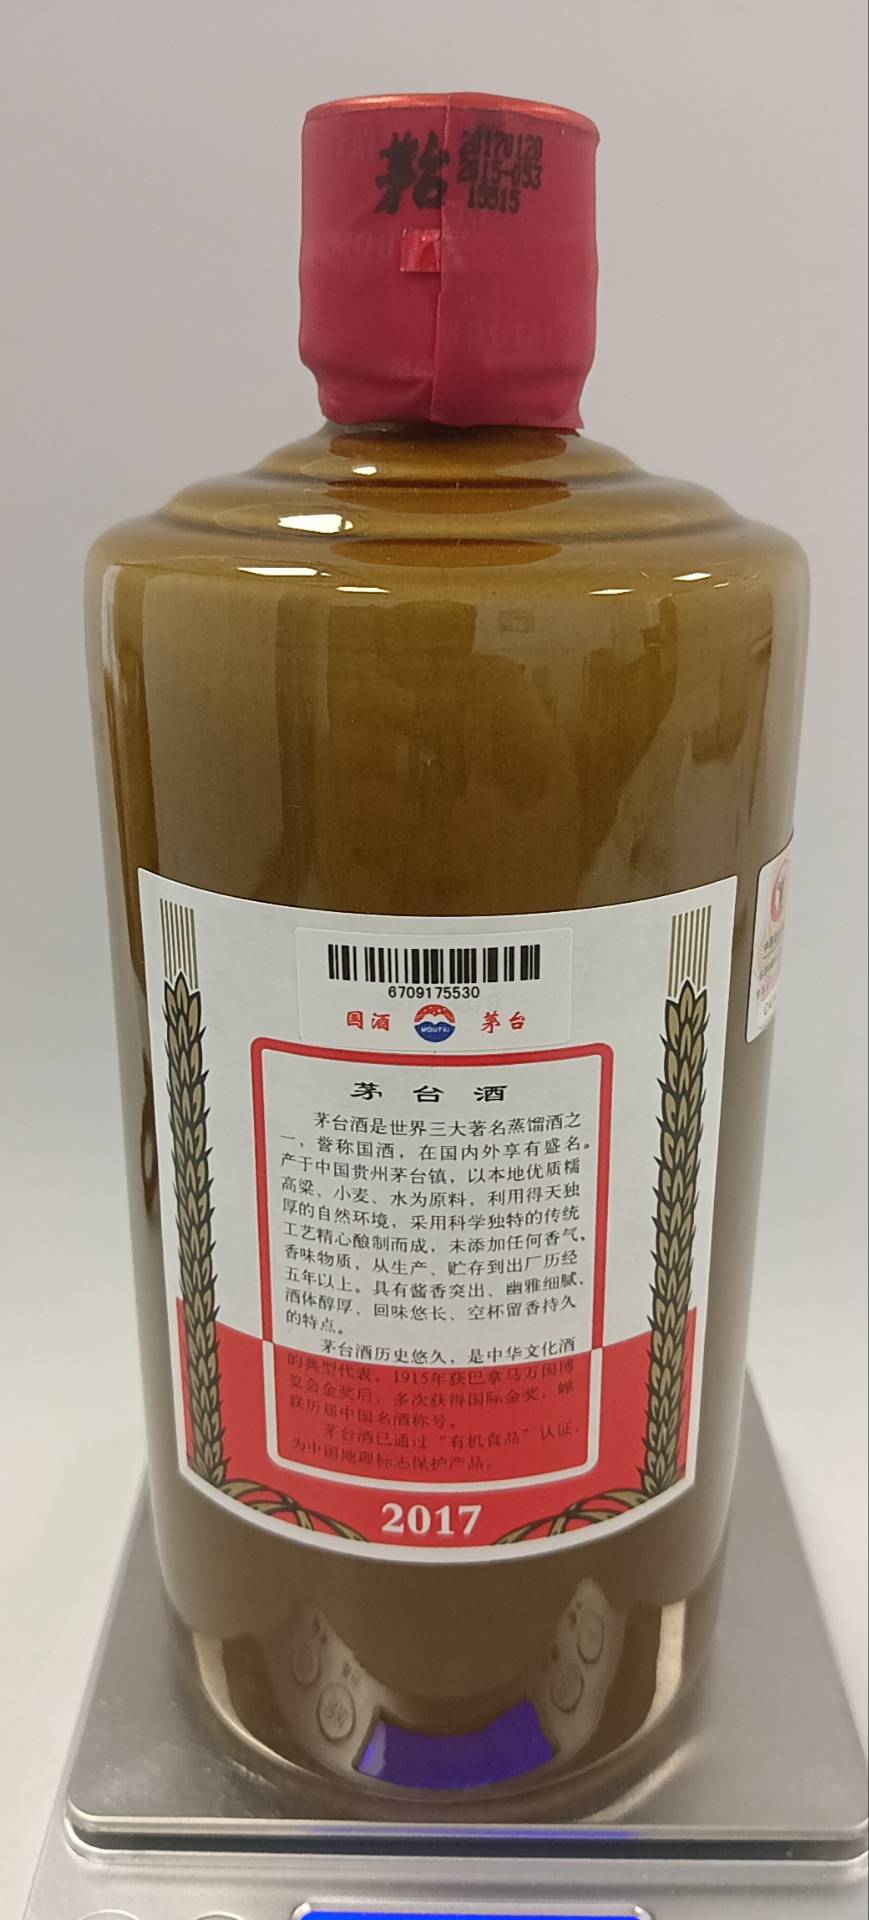 茅台
20170120
2015-053
15515
6709175530
国酒 MOUTAI 茅台
茅台酒
茅台酒是世界三大著名蒸馏酒之
一，誉称国酒，在国内外享有盛名。
产于中国贵州茅台镇，以本地优质糯
高粱、小麦、水为原料，利用得天独
厚的自然环境，采用科学独特的传统
工艺精心酿制而成，未添加任何香气、
香味物质，从生产、贮存到出厂历经
五年以上。具有酱香突出、幽雅细腻、
酒体醇厚、回味悠长、空杯留香持久
的特点。
茅台酒历史悠久，是中华文化酒
的典型代表。1915年获巴拿马万国博
览会金奖后，多次获得国际金奖，蝉
联历届中国名酒称号。
茅台酒已通过“有机食品”认证，
为中国地理标志保护产品。
2017